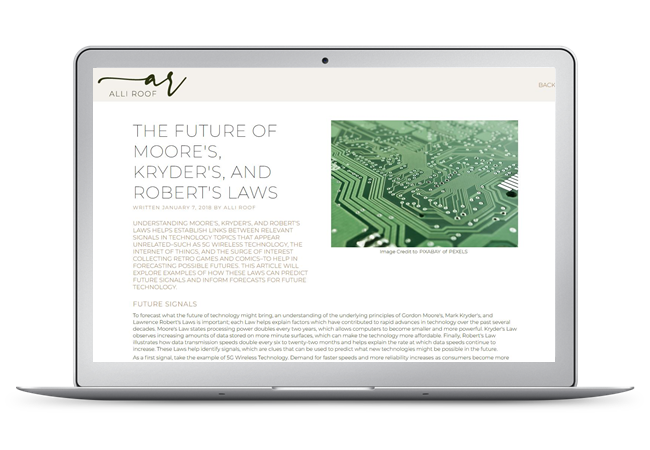 ar
ALLI ROOF
BACK
THE FUTURE OF
MOORE'S,
KRYDER'S, AND
ROBERT'S LAWS
WRITTEN JANUARY 7, 2018 BY ALLI ROOF
UNDERSTANDING MOORE'S, KRYDER'S, AND ROBERT'S
LAWS HELPS ESTABLISH LINKS BETWEEN RELEVANT
SIGNALS IN TECHNOLOGY TOPICS THAT APPEAR
UNRELATED–SUCH AS 5G WIRELESS TECHNOLOGY, THE
INTERNET OF THINGS, AND THE SURGE OF INTEREST
COLLECTING RETRO GAMES AND COMICS–TO HELP IN
FORECASTING POSSIBLE FUTURES. THIS ARTICLE WILL
EXPLORE EXAMPLES OF HOW THESE LAWS CAN PREDICT
FUTURE SIGNALS AND INFORM FORECASTS FOR FUTURE
TECHNOLOGY.
Image Credit to PIXABAY of PEXELS
FUTURE SIGNALS
To forecast what the future of technology might bring, an understanding of the underlying principles of Gordon Moore's, Mark Kryder's, and
Lawrence Robert's Laws is important; each Law helps explain factors which have contributed to rapid advances in technology over the past several
decades. Moore's Law states processing power doubles every two years, which allows computers to become smaller and more powerful. Kryder's Law
observes increasing amounts of data stored on more minute surfaces, which can make the technology more affordable. Finally, Robert's Law
illustrates how data transmission speeds double every six to twenty-two months and helps explain the rate at which data speeds continue to
increase. These Laws help identify signals, which are clues that can be used to predict what new technologies might be possible in the future.
As a first signal take the example of 5G Wireless Technology. Demand for faster speeds and more reliability increases as consumers become more